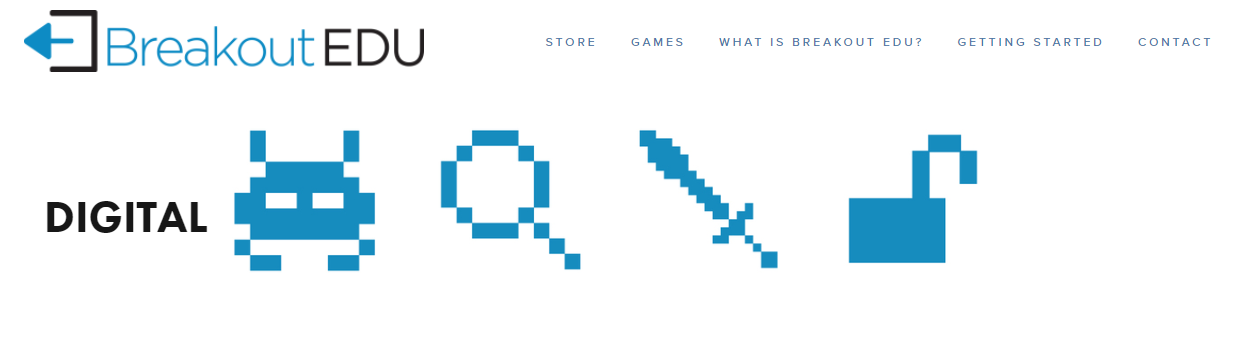 Breakout EDU
STORE GAMES WHAT IS BREAKOUT EDU? GETTING STARTED CONTACT
DIGITAL